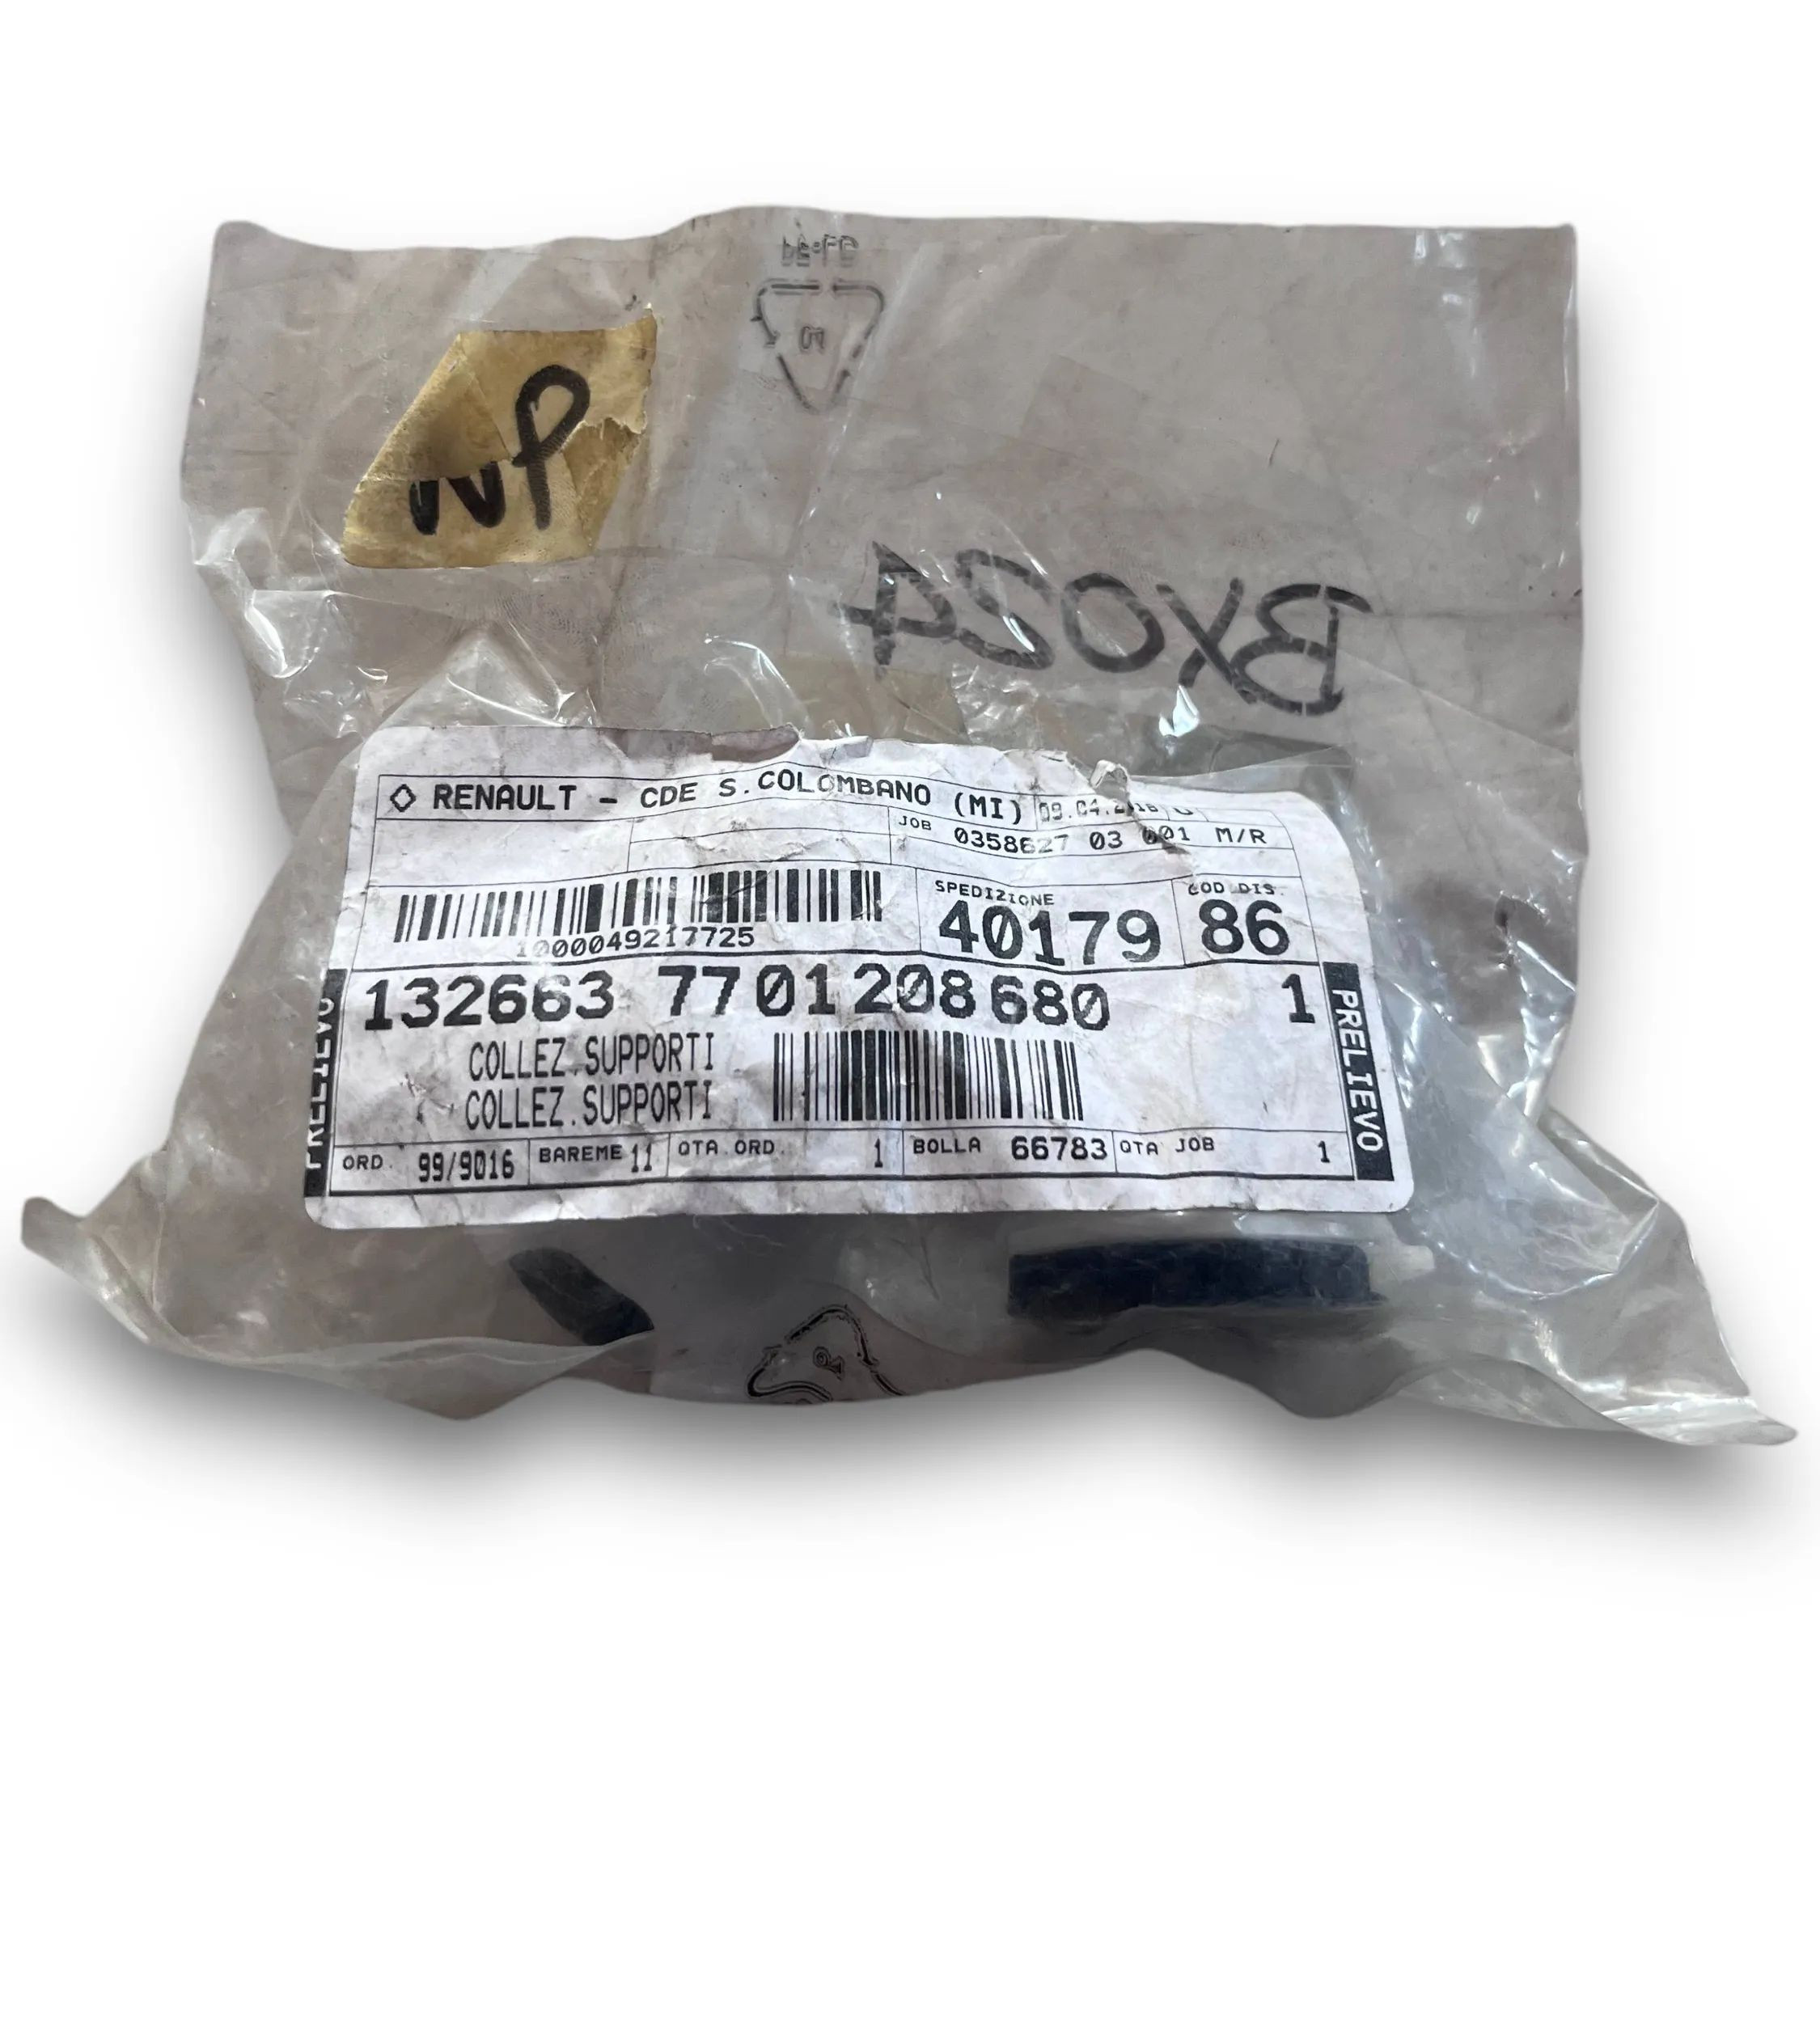 NP
BX024
RENAULT - CDE S.COLOMBANO (MI)
JOB 0358627 03 001 M/R
1000049217725
SPEDIZIONE
40179
COD DIS.
86
132663 7701208680 1
COLLEZ.SUPPORTI
COLLEZ.SUPPORTI
PRELIEVO
PRELIEVO
ORD. 99/9016 BAREME 11 QTA.ORD. 1 BOLLA 66783 QTA JOB 1